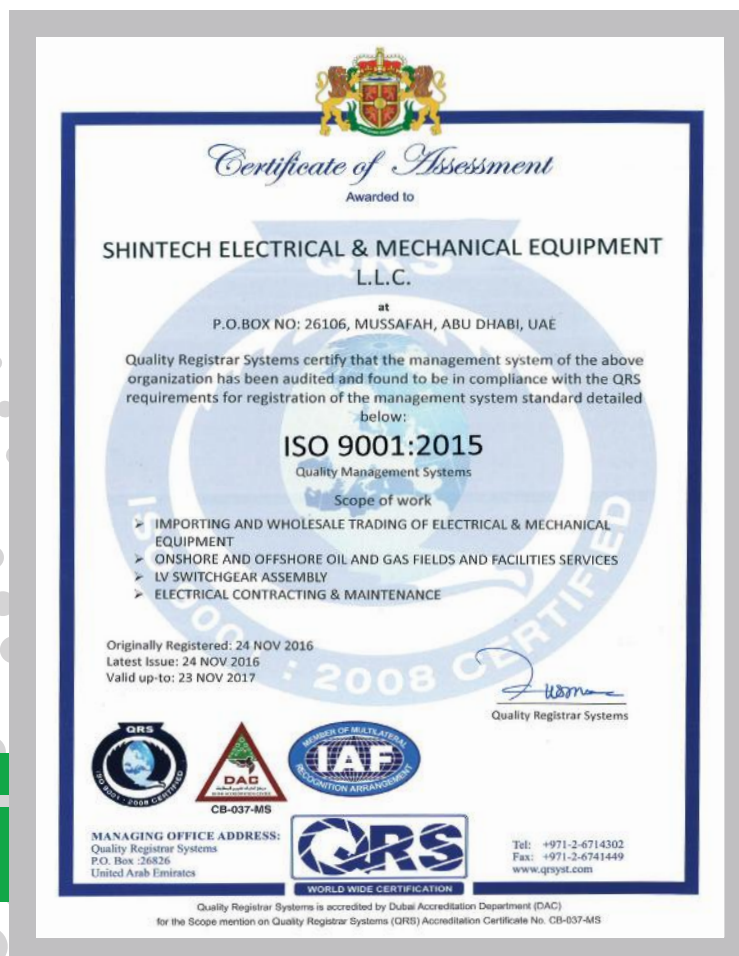 Certificate of Assessment
Awarded to
SHINTECH ELECTRICAL & MECHANICAL EQUIPMENT
L.L.C.
at
P.O.BOX NO: 26106, MUSSAFAH, ABU DHABI, UAE
Quality Registrar Systems certify that the management system of the above
organization has been audited and found to be in compliance with the QRS
requirements for registration of the management system standard detailed
below:
ISO 9001:2015
Quality Management Systems
Scope of work
➢ IMPORTING AND WHOLESALE TRADING OF ELECTRICAL & MECHANICAL
EQUIPMENT
➢ ONSHORE AND OFFSHORE OIL AND GAS FIELDS AND FACILITIES SERVICES
➢ LV SWITCHGEAR ASSEMBLY
➢ ELECTRICAL CONTRACTING & MAINTENANCE
QRS
ISO 9001 : 2008 CERTIFIED
Originally Registered: 24 NOV 2016
Latest Issue: 24 NOV 2016
Valid up-to: 23 NOV 2017
Quality Registrar Systems
QRS
ISO 9001 : 2008 CERTIFIED
DAC
CB-037-MS
MEMBER OF MULTILATERAL
IAF
RECOGNITION ARRANGEMENT
MANAGING OFFICE ADDRESS:
Quality Registrar Systems
P.O. Box :26826
United Arab Emirates
QRS
WORLD WIDE CERTIFICATION
Tel: +971-2-6714302
Fax: +971-2-6741449
www.qrsyst.com
Quality Registrar Systems is accredited by Dubai Accreditation Department (DAC)
for the Scope mention on Quality Registrar Systems (QRS) Accreditation Certificate No. CB-037-MS